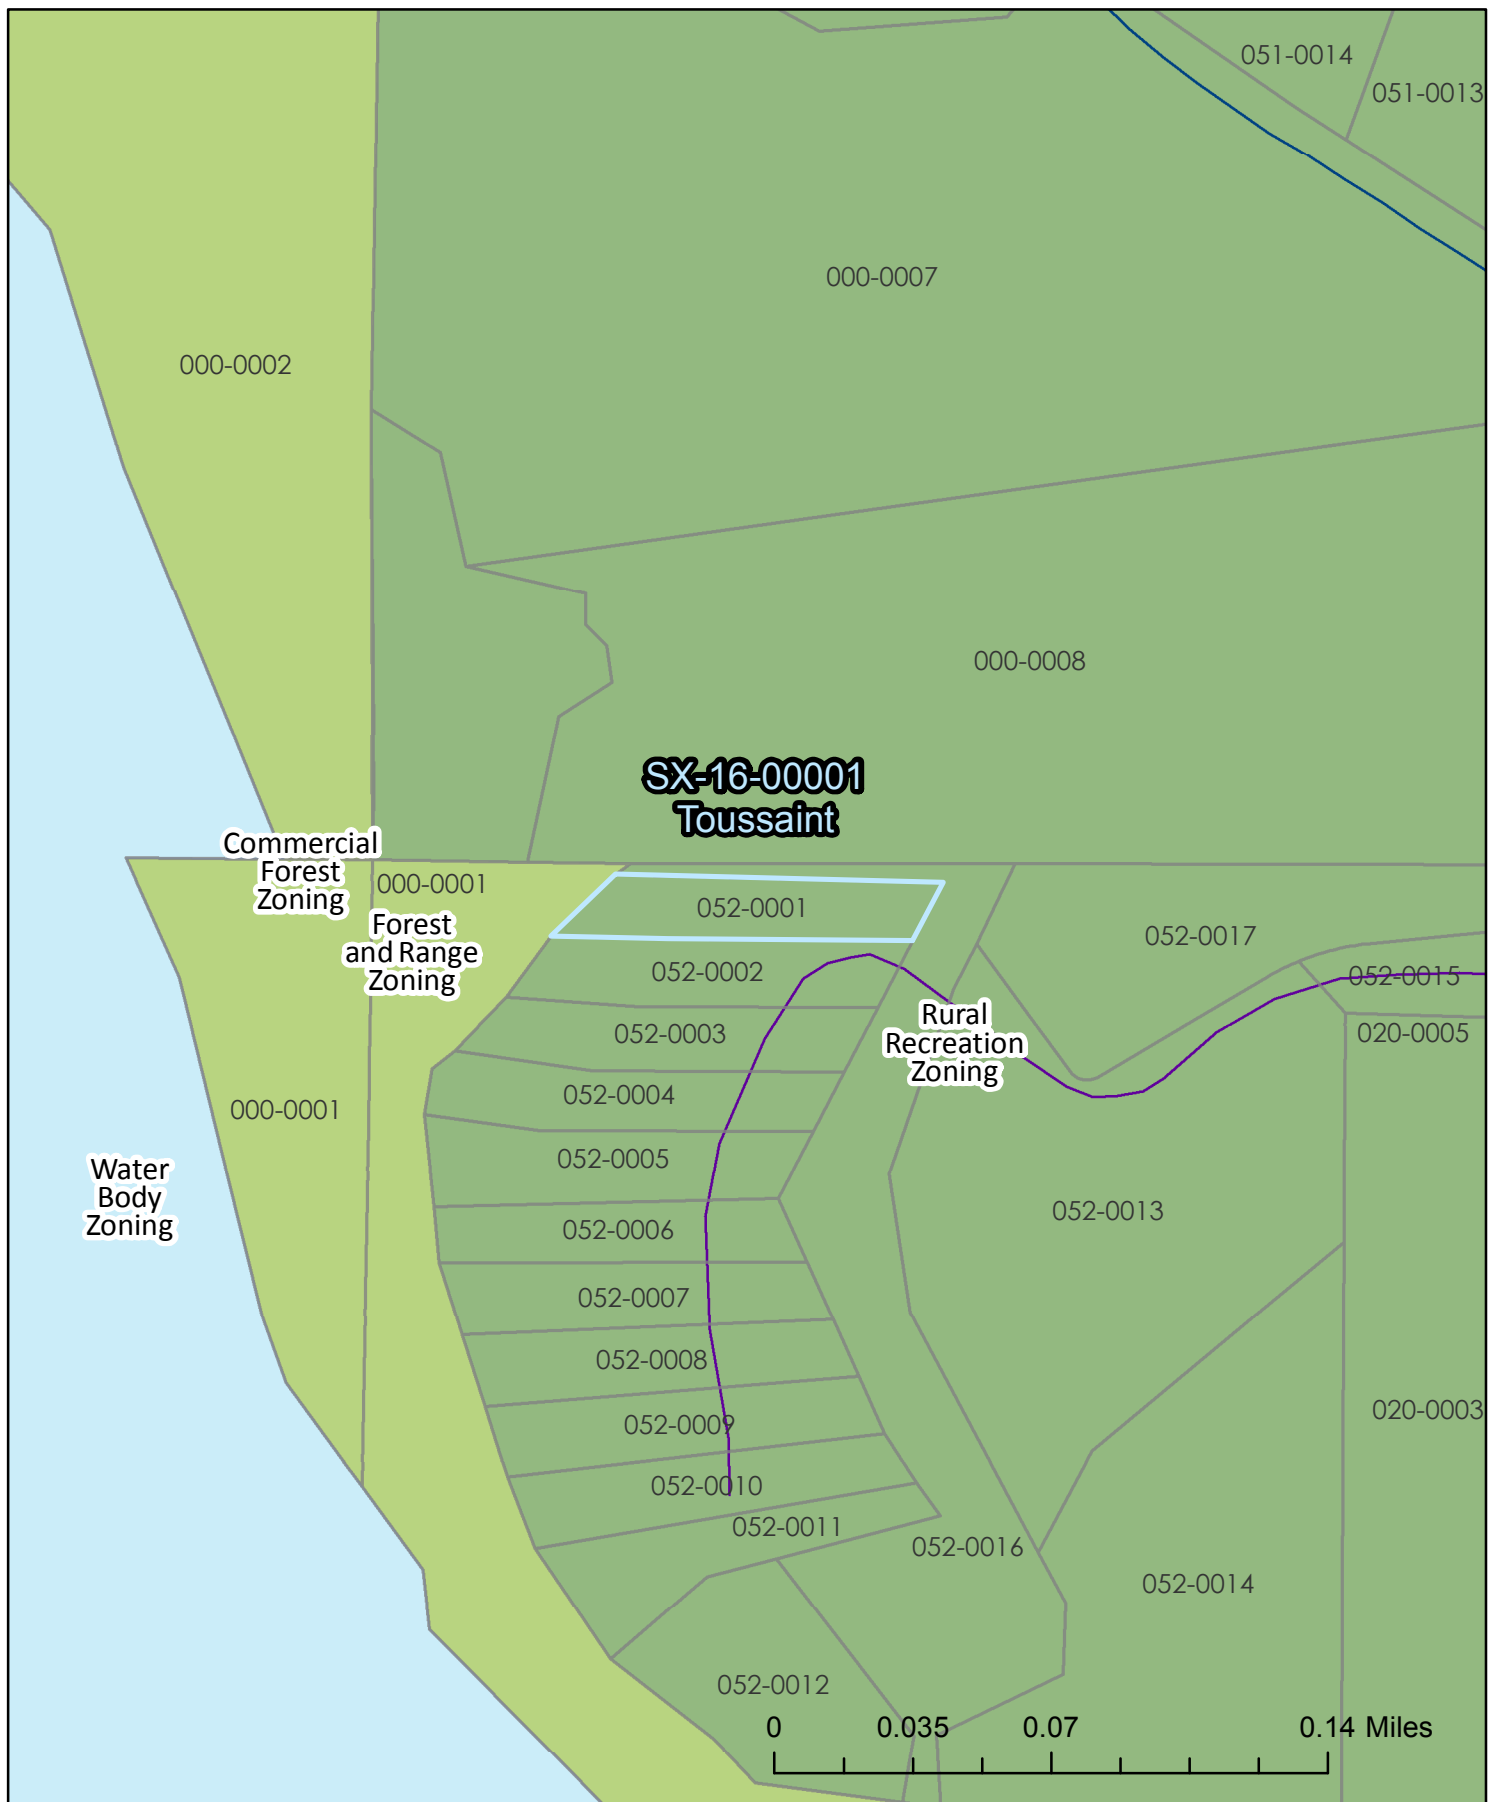 051-0014
051-0013
000-0007
000-0002
000-0008
SX-16-00001
Toussaint
Commercial
Forest
Zoning
000-0001
Forest
and Range
Zoning
052-0001
052-0017
052-0002
052-0015
Rural
Recreation
Zoning
052-0003
020-0005
052-0004
000-0001
052-0005
Water
Body
Zoning
052-0013
052-0006
052-0007
052-0008
020-0003
052-0009
052-0010
052-0011
052-0016
052-0014
052-0012
0 0.035 0.07 0.14 Miles